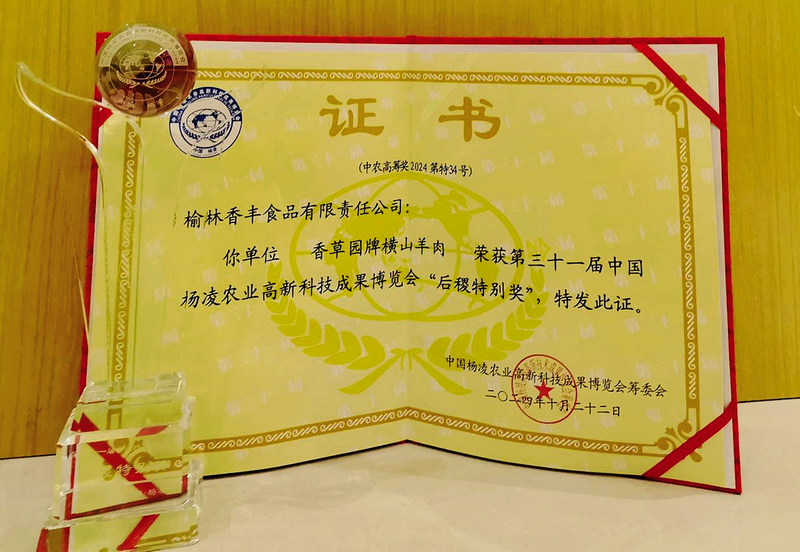 证书
(中农高筹奖2024第特34号)
榆林香丰食品有限责任公司:
你单位 香草园牌横山羊肉 荣获第三十一届中国
杨凌农业高新科技成果博览会“后稷特别奖”，特发此证。
中国杨凌农业高新科技成果博览会筹委会
二〇二四年十月二十二日
中国·杨凌